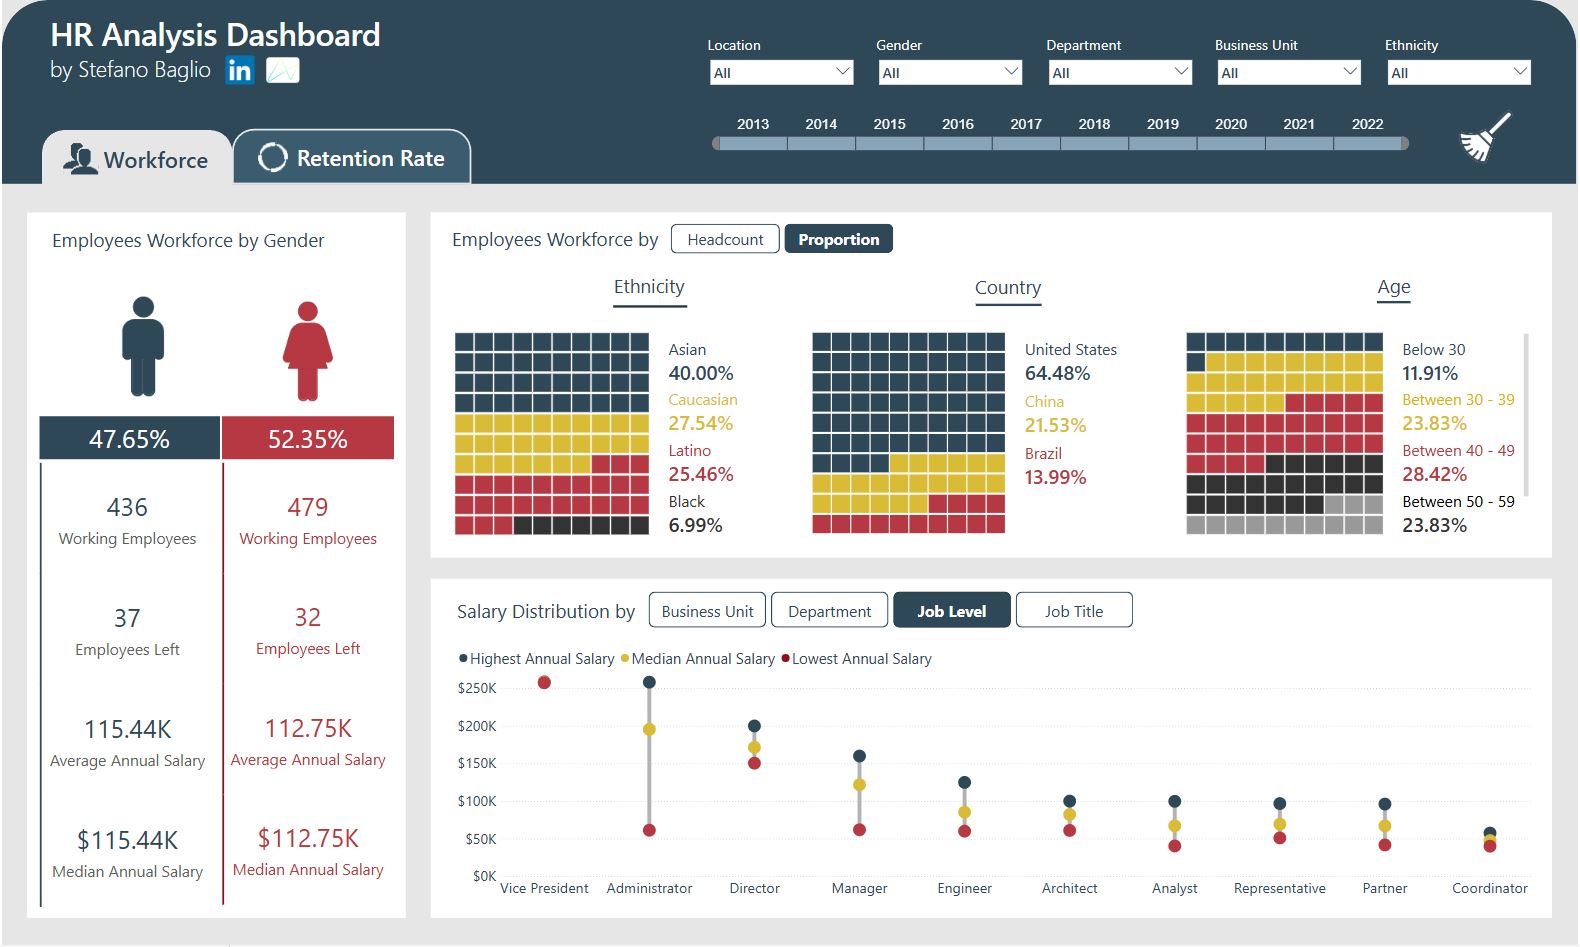 HR Analysis Dashboard
by Stefano Baglio in
Location Gender Department Business Unit Ethnicity
All All All All All
2013 2014 2015 2016 2017 2018 2019 2020 2021 2022
Workforce Retention Rate
Employees Workforce by Gender
47.65% 52.35%
436 479
Working Employees Working Employees
37 32
Employees Left Employees Left
115.44K 112.75K
Average Annual Salary Average Annual Salary
$115.44K $112.75K
Median Annual Salary Median Annual Salary
Employees Workforce by Headcount Proportion
Ethnicity
Asian
40.00%
Caucasian
27.54%
Latino
25.46%
Black
6.99%
Country
United States
64.48%
China
21.53%
Brazil
13.99%
Age
Below 30
11.91%
Between 30 - 39
23.83%
Between 40 - 49
28.42%
Between 50 - 59
23.83%
Salary Distribution by Business Unit Department Job Level Job Title
Highest Annual Salary Median Annual Salary Lowest Annual Salary
$250K
$200K
$150K
$100K
$50K
$0K
Vice President Administrator Director Manager Engineer Architect Analyst Representative Partner Coordinator